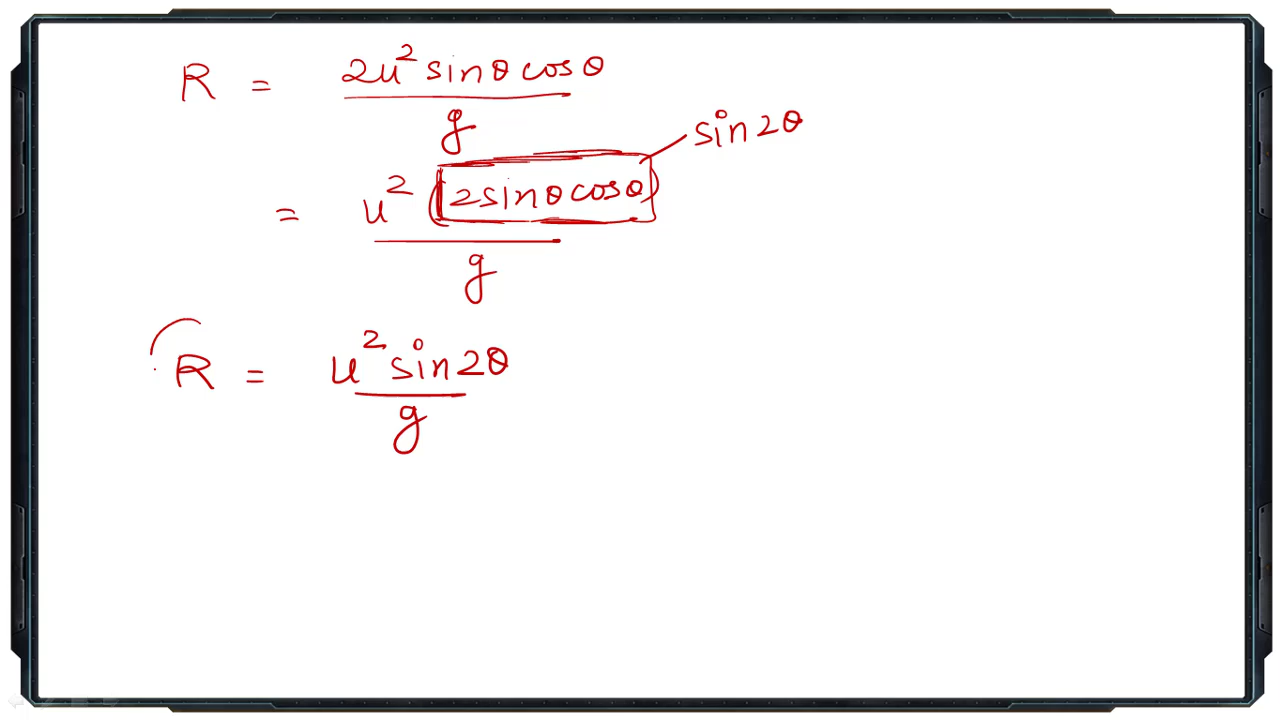 R = 2u² sinθ cosθ
g
sin2θ
= u² (2sinθ cosθ)
g
R = u² sin2θ
g